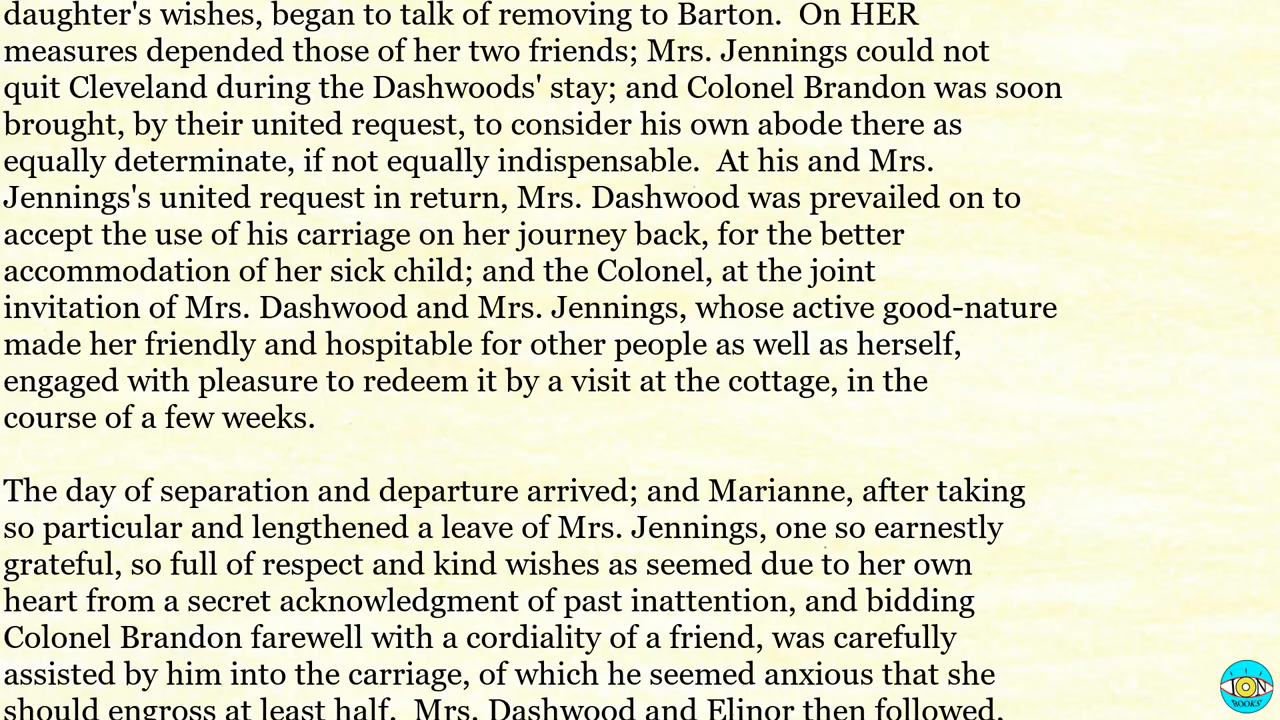 daughter's wishes, began to talk of removing to Barton.  On HER
measures depended those of her two friends; Mrs. Jennings could not
quit Cleveland during the Dashwoods' stay; and Colonel Brandon was soon
brought, by their united request, to consider his own abode there as
equally determinate, if not equally indispensable.  At his and Mrs.
Jennings's united request in return, Mrs. Dashwood was prevailed on to
accept the use of his carriage on her journey back, for the better
accommodation of her sick child; and the Colonel, at the joint
invitation of Mrs. Dashwood and Mrs. Jennings, whose active good-nature
made her friendly and hospitable for other people as well as herself,
engaged with pleasure to redeem it by a visit at the cottage, in the
course of a few weeks.
The day of separation and departure arrived; and Marianne, after taking
so particular and lengthened a leave of Mrs. Jennings, one so earnestly
grateful, so full of respect and kind wishes as seemed due to her own
heart from a secret acknowledgment of past inattention, and bidding
Colonel Brandon farewell with a cordiality of a friend, was carefully
assisted by him into the carriage, of which he seemed anxious that she
should engross at least half.  Mrs. Dashwood and Elinor then followed,
ION
BOOKS